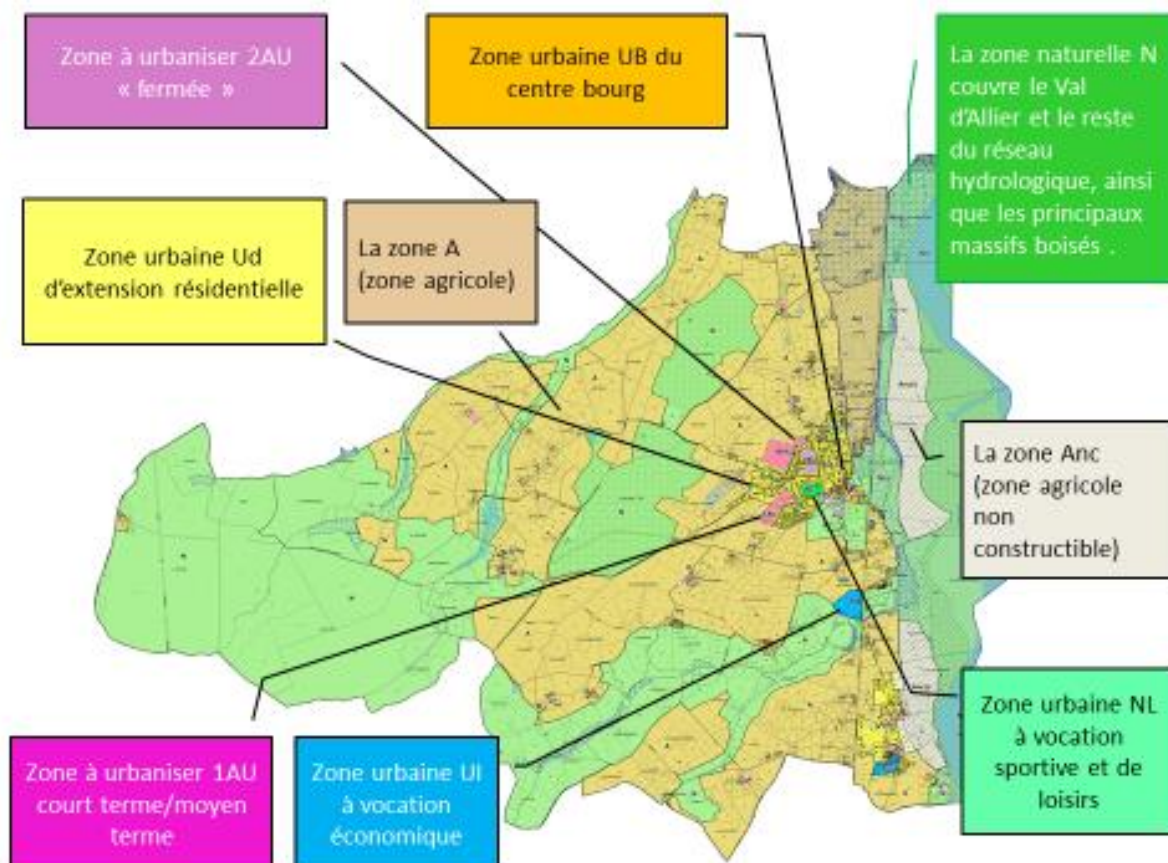 Zone à urbaniser 2AU
« fermée »
Zone urbaine UB du
centre bourg
La zone naturelle N
couvre le Val
d'Allier et le reste
du réseau
hydrologique, ainsi
que les principaux
massifs boisés .
Zone urbaine Ud
d'extension résidentielle
La zone A
(zone agricole)
La zone Anc
(zone agricole
non
constructible)
Zone à urbaniser 1AU
court terme/moyen
terme
Zone urbaine UI
à vocation
économique
Zone urbaine NL
à vocation
sportive et de
loisirs